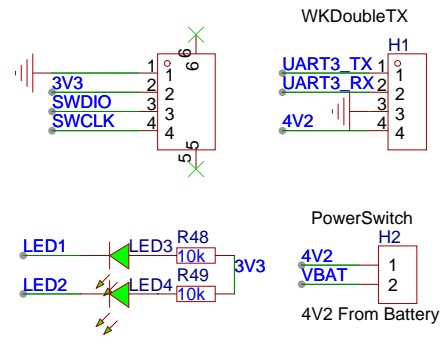 WKDoubleTX
H1
6
6
1
1
3V3
2
2
SWDIO
3
3
SWCLK
4
4
5
5
UART3_TX
1
1
UART3_RX
2
2
3
3
4V2
4
4
LED1
LED3
R48
10k
3V3
LED2
LED4
R49
10k
PowerSwitch
H2
4V2
1
VBAT
2
4V2 From Battery